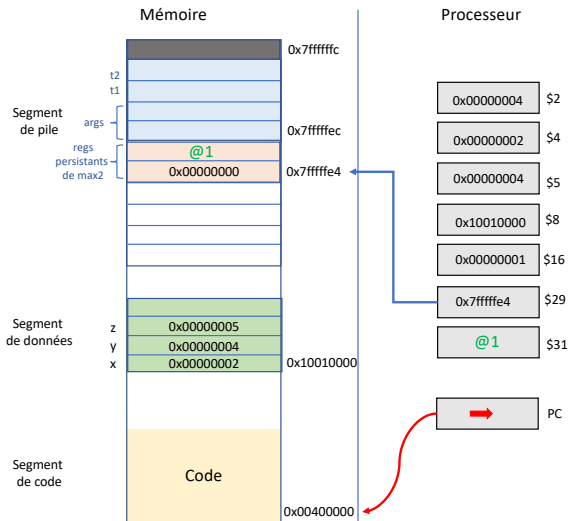 Mémoire
Processeur
0x7ffffffc
t2
t1
Segment
de pile
args
0x7fffffec
regs
persistants
de max2
@1
0x00000000
0x7fffffe4
0x00000004
$2
0x00000002
$4
0x00000004
$5
0x10010000
$8
0x00000001
$16
0x7fffffe4
$29
@1
$31
PC
Segment
de données
z
0x00000005
y
0x00000004
x
0x00000002
0x10010000
Segment
de code
Code
0x00400000